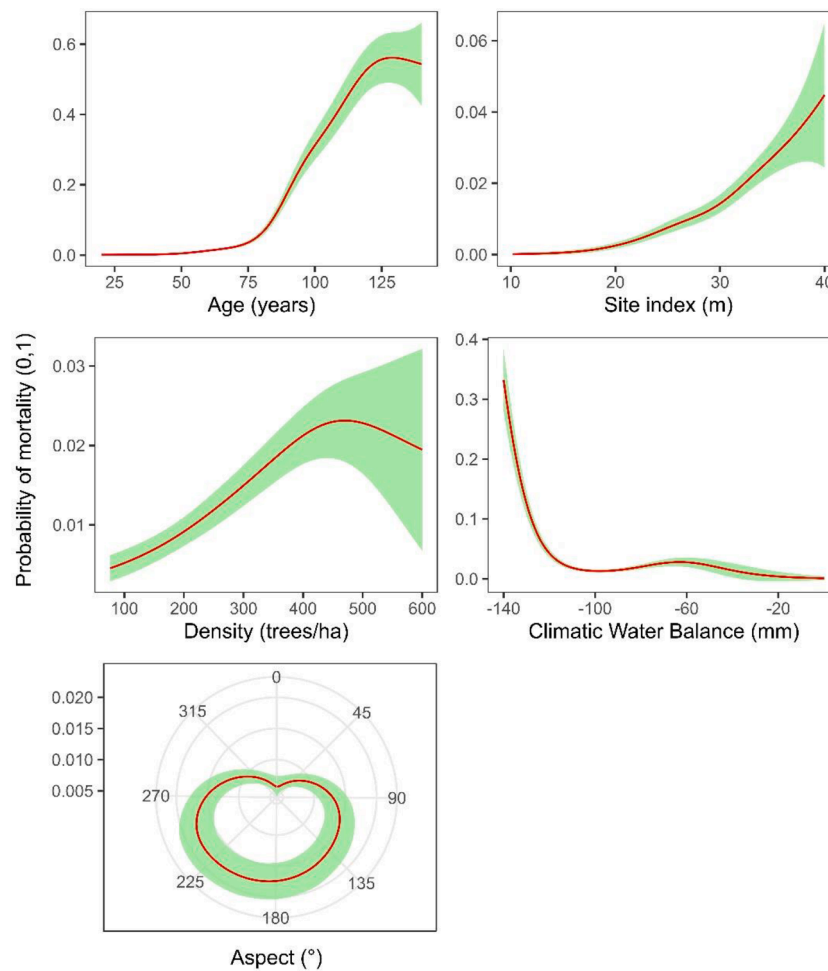 0.6
0.4
0.2
0.0
25 50 75 100 125
Age (years)
0.06
0.04
0.02
0.00
10 20 30 40
Site index (m)
Probability of mortality (0,1)
0.03
0.02
0.01
100 200 300 400 500 600
Density (trees/ha)
0.4
0.3
0.2
0.1
0.0
-140 -100 -60 -20
Climatic Water Balance (mm)
0.020
0.015
0.010
0.005
0
45
90
135
180
225
270
315
Aspect (°)